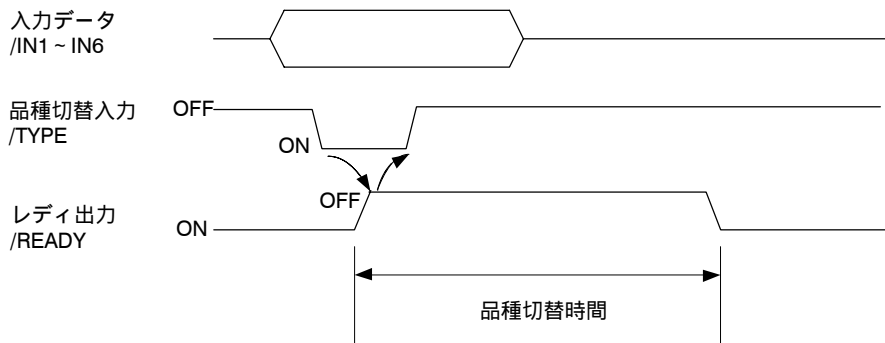 入力データ
/IN1 ~ IN6
品種切替入力
/TYPE
OFF
ON
レディ出力
/READY
OFF
ON
品種切替時間